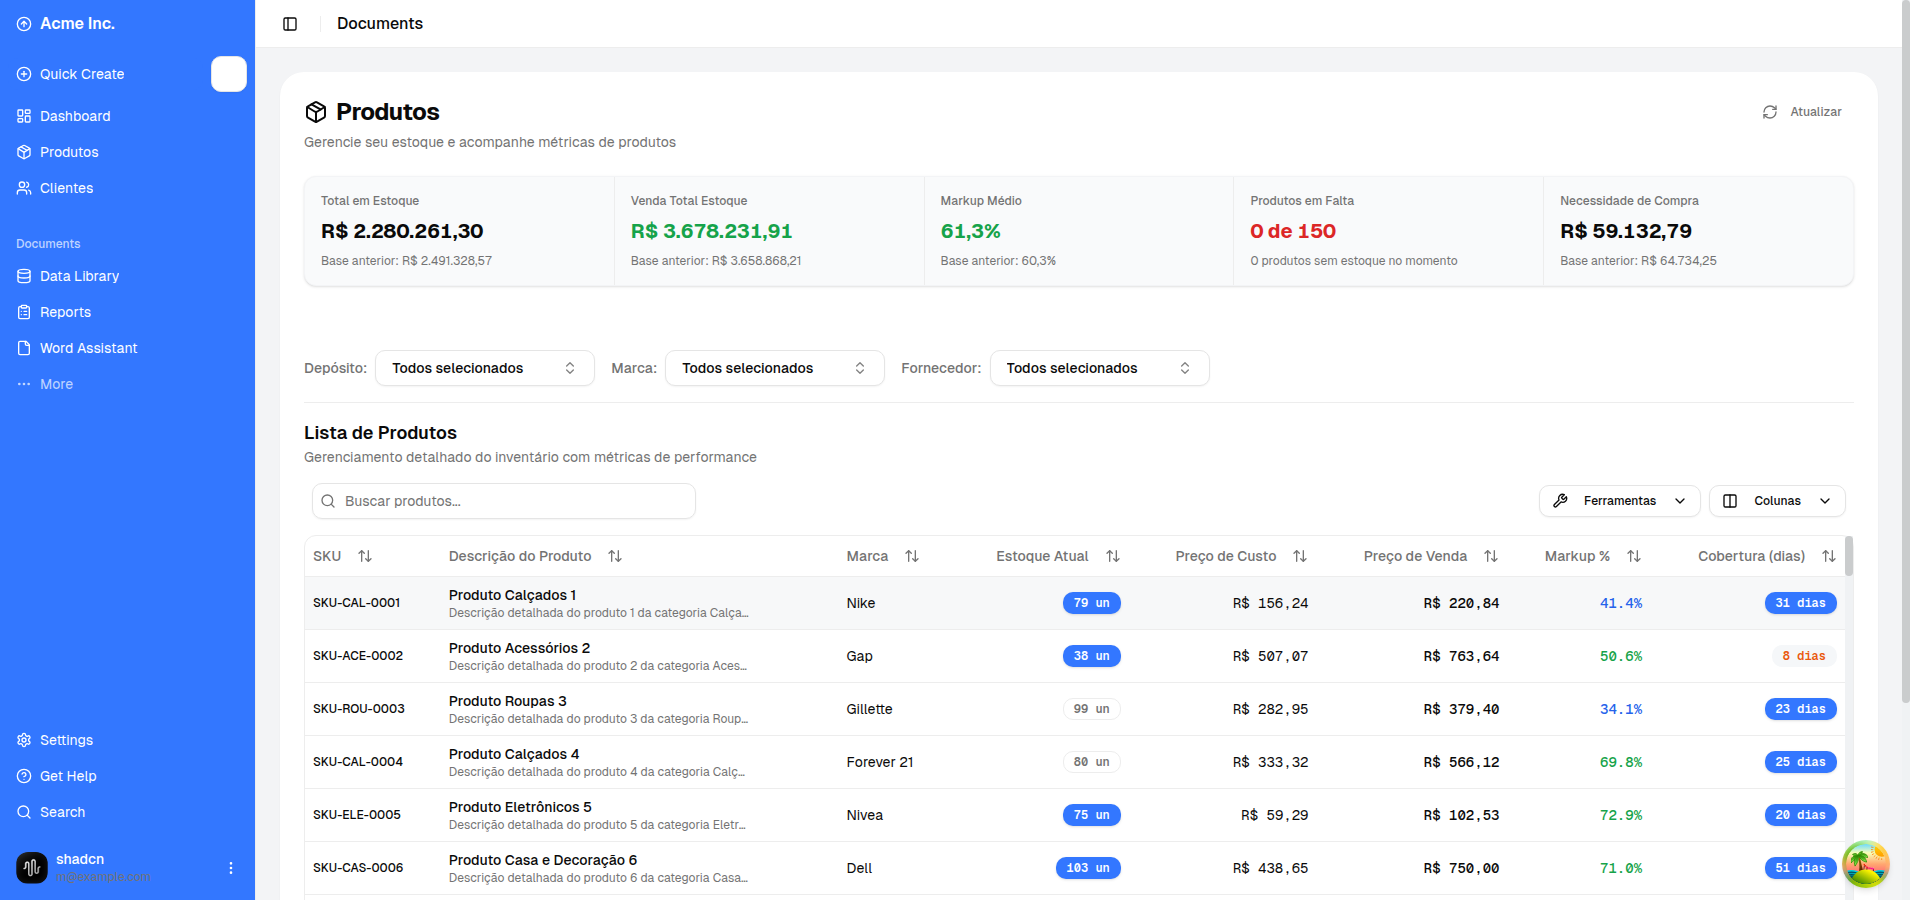 Acme Inc.
Documents
Quick Create
Dashboard
Produtos
Clientes
Documents
Data Library
Reports
Word Assistant
More
Settings
Get Help
Search
shadcn
m@example.com
Produtos
Atualizar
Gerencie seu estoque e acompanhe métricas de produtos
Total em Estoque
R$ 2.280.261,30
Base anterior: R$ 2.491.328,57
Venda Total Estoque
R$ 3.678.231,91
Base anterior: R$ 3.658.868,21
Markup Médio
61,3%
Base anterior: 60,3%
Produtos em Falta
0 de 150
0 produtos sem estoque no momento
Necessidade de Compra
R$ 59.132,79
Base anterior: R$ 64.734,25
Depósito: Todos selecionados Marca: Todos selecionados Fornecedor: Todos selecionados
Lista de Produtos
Gerenciamento detalhado do inventário com métricas de performance
Buscar produtos...
Ferramentas
Colunas
SKU Descrição do Produto Marca Estoque Atual Preço de Custo Preço de Venda Markup % Cobertura (dias)
SKU-CAL-0001 Produto Calçados 1 Nike 79 un R$ 156,24 R$ 220,84 41.4% 31 dias
Descrição detalhada do produto 1 da categoria Calça...
SKU-ACE-0002 Produto Acessórios 2 Gap 38 un R$ 507,07 R$ 763,64 50.6% 8 dias
Descrição detalhada do produto 2 da categoria Aces...
SKU-ROU-0003 Produto Roupas 3 Gillette 99 un R$ 282,95 R$ 379,40 34.1% 23 dias
Descrição detalhada do produto 3 da categoria Roup...
SKU-CAL-0004 Produto Calçados 4 Forever 21 80 un R$ 333,32 R$ 566,12 69.8% 25 dias
Descrição detalhada do produto 4 da categoria Calç...
SKU-ELE-0005 Produto Eletrônicos 5 Nivea 75 un R$ 59,29 R$ 102,53 72.9% 20 dias
Descrição detalhada do produto 5 da categoria Eletr...
SKU-CAS-0006 Produto Casa e Decoração 6 Dell 103 un R$ 438,65 R$ 750,00 71.0% 51 dias
Descrição detalhada do produto 6 da categoria Casa...